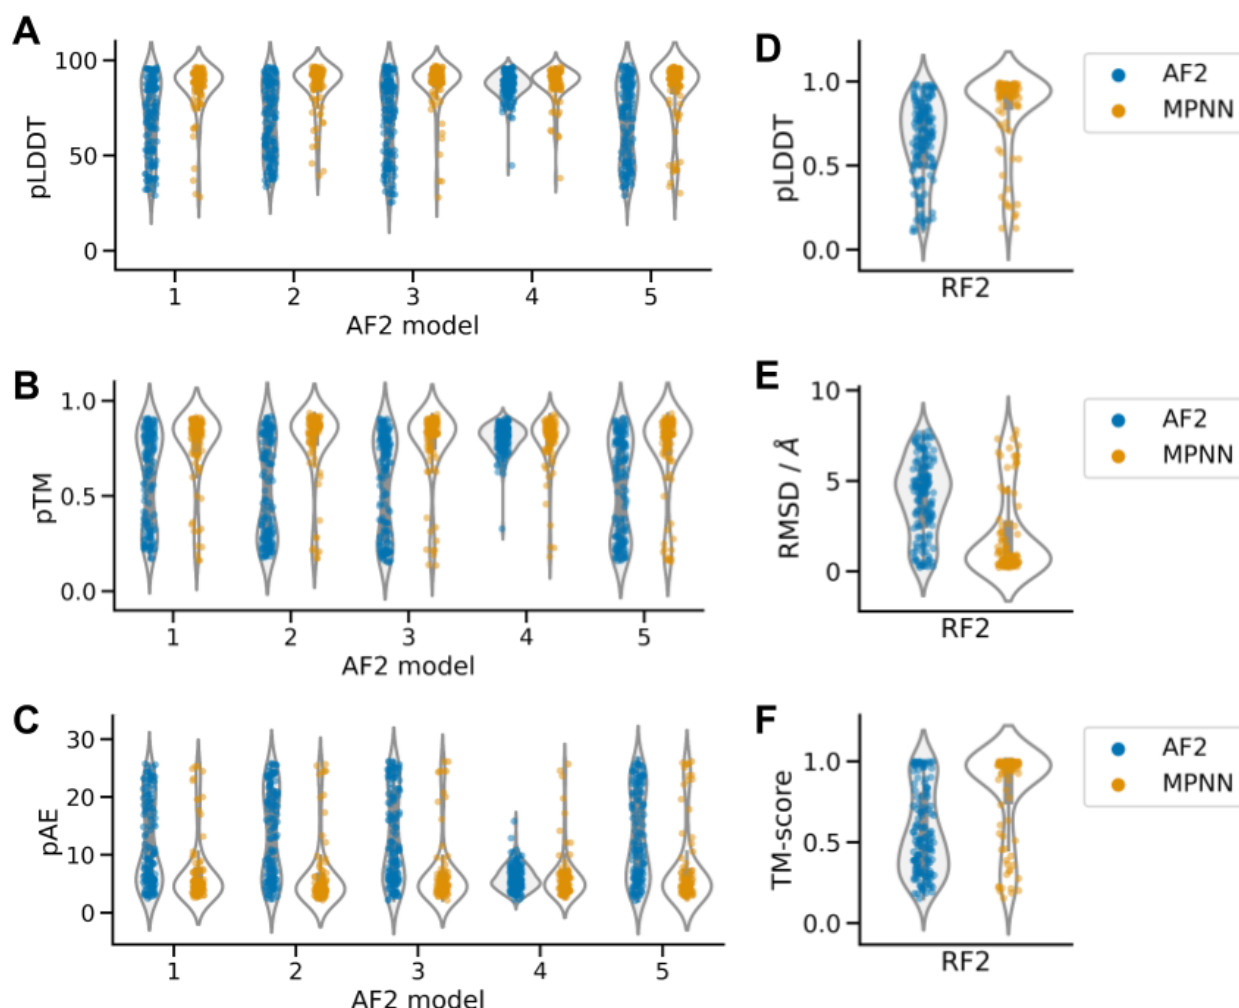 A
100
50
0
pLDDT
1 2 3 4 5
AF2 model
D
1.0
0.5
0.0
pLDDT
RF2
AF2
MPNN
B
1.0
0.5
0.0
pTM
1 2 3 4 5
AF2 model
E
10
5
0
RMSD / Å
RF2
AF2
MPNN
C
30
20
10
0
pAE
1 2 3 4 5
AF2 model
F
1.0
0.5
0.0
TM-score
RF2
AF2
MPNN